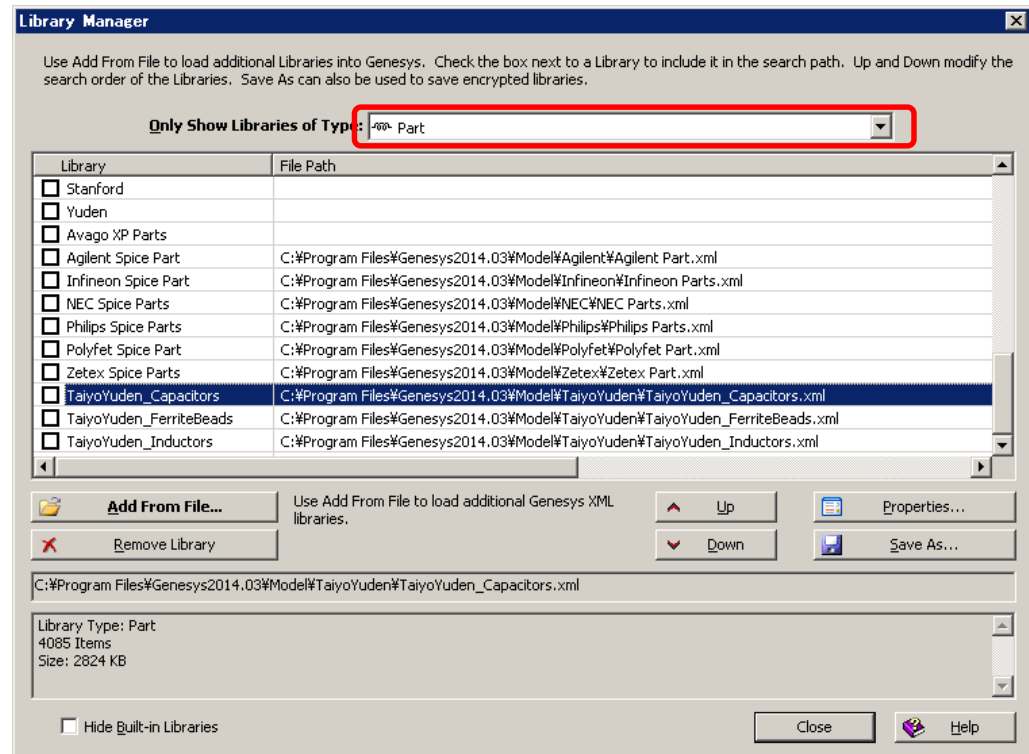 Library Manager
Use Add From File to load additional Libraries into Genesys. Check the box next to a Library to include it in the search path. Up and Down modify the
search order of the Libraries. Save As can also be used to save encrypted libraries.
Only Show Libraries of Type: Part
Library File Path
Stanford
Yuden
Avago XP Parts
Agilent Spice Part C:¥Program Files¥Genesys2014.03¥Model¥Agilent¥Agilent Part.xml
Infineon Spice Part C:¥Program Files¥Genesys2014.03¥Model¥Infineon¥Infineon Parts.xml
NEC Spice Parts C:¥Program Files¥Genesys2014.03¥Model¥NEC¥NEC Parts.xml
Philips Spice Parts C:¥Program Files¥Genesys2014.03¥Model¥Philips¥Philips Parts.xml
Polyfet Spice Part C:¥Program Files¥Genesys2014.03¥Model¥Polyfet¥Polyfet Part.xml
Zetex Spice Parts C:¥Program Files¥Genesys2014.03¥Model¥Zetex¥Zetex Part.xml
TaiyoYuden_Capacitors C:¥Program Files¥Genesys2014.03¥Model¥TaiyoYuden¥TaiyoYuden_Capacitors.xml
TaiyoYuden_FerriteBeads C:¥Program Files¥Genesys2014.03¥Model¥TaiyoYuden¥TaiyoYuden_FerriteBeads.xml
TaiyoYuden_Inductors C:¥Program Files¥Genesys2014.03¥Model¥TaiyoYuden¥TaiyoYuden_Inductors.xml
Add From File... Use Add From File to load additional Genesys XML Up Properties...
libraries.
Remove Library Down Save As...
C:¥Program Files¥Genesys2014.03¥Model¥TaiyoYuden¥TaiyoYuden_Capacitors.xml
Library Type: Part
4085 Items
Size: 2824 KB
Hide Built-in Libraries Close Help